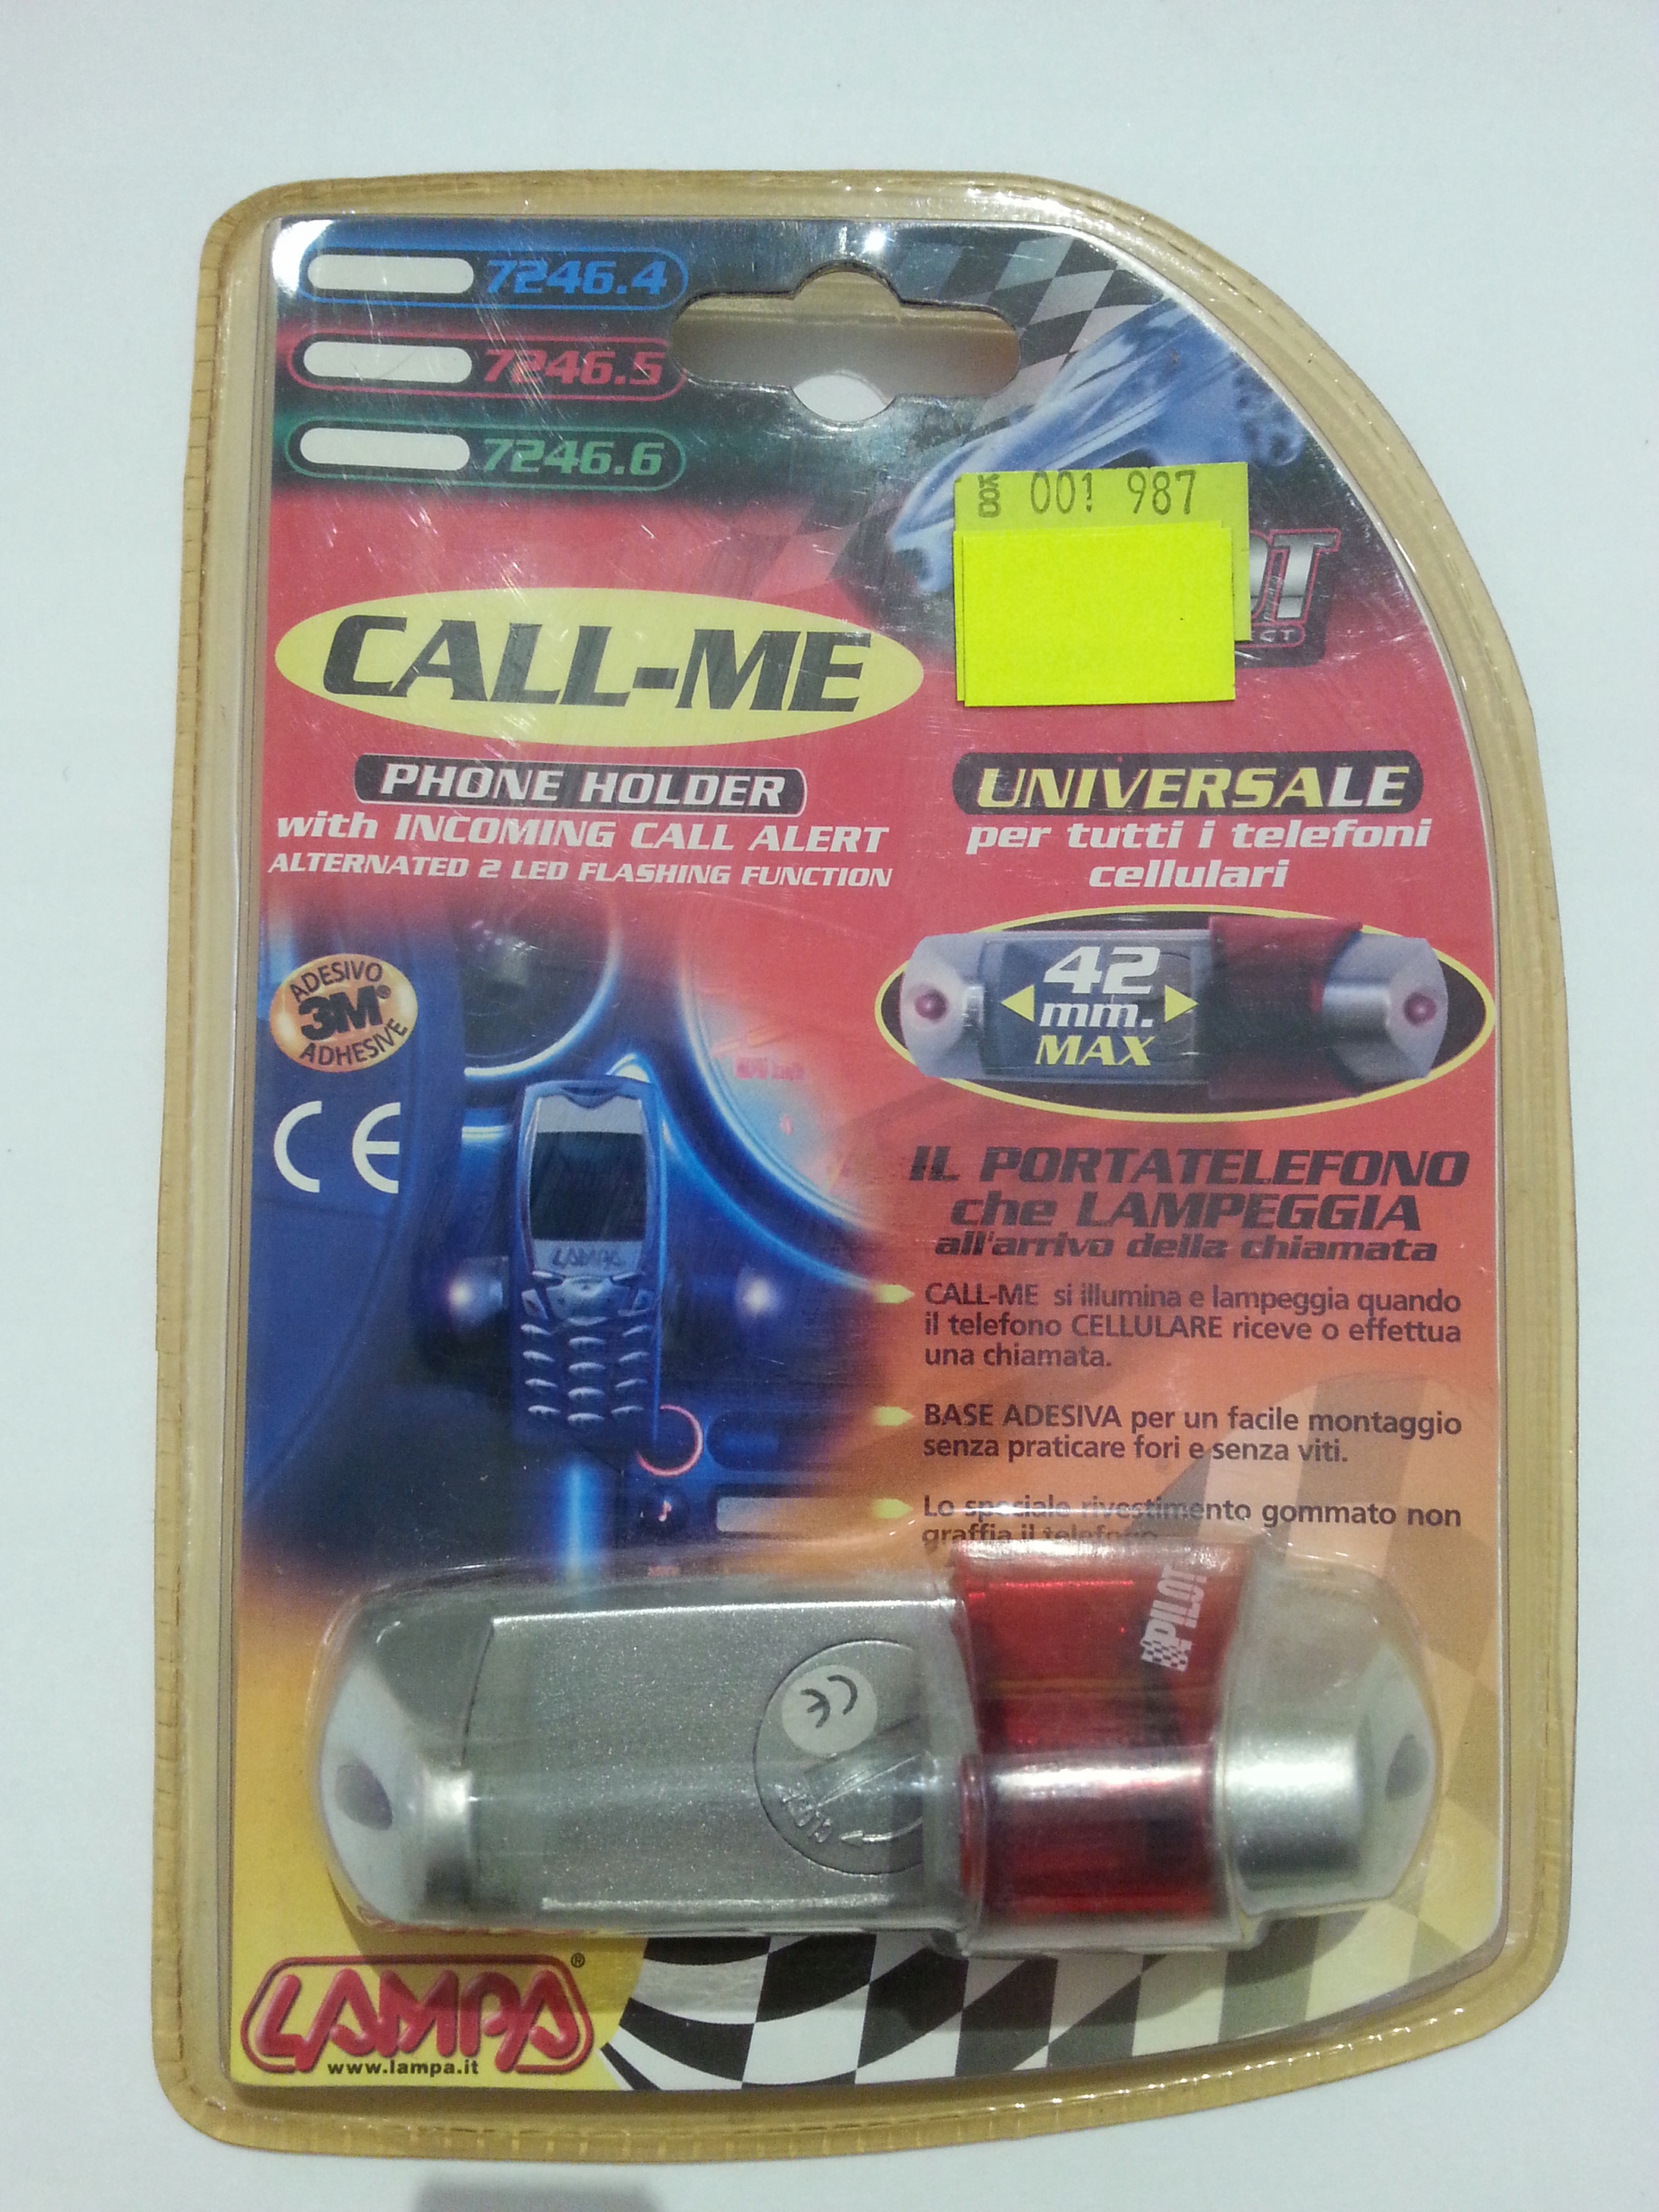 7246.4
7246.5
7246.6
KOD 001 987
CALL-ME
PHONE HOLDER
with INCOMING CALL ALERT
ALTERNATED 2 LED FLASHING FUNCTION
UNIVERSALE
per tutti i telefoni
cellulari
ADESIVO
3M®
ADHESIVE
CE
42
mm.
MAX
IL PORTATELEFONO
che LAMPEGGIA
all'arrivo della chiamata
CALL-ME si illumina e lampeggia quando
il telefono CELLULARE riceve o effettua
una chiamata.
BASE ADESIVA per un facile montaggio
senza praticare fori e senza viti.
Lo speciale rivestimento gommato non
graffia il telefono
LAMPA
PILOT
CE
LAMPA®
www.lampa.it